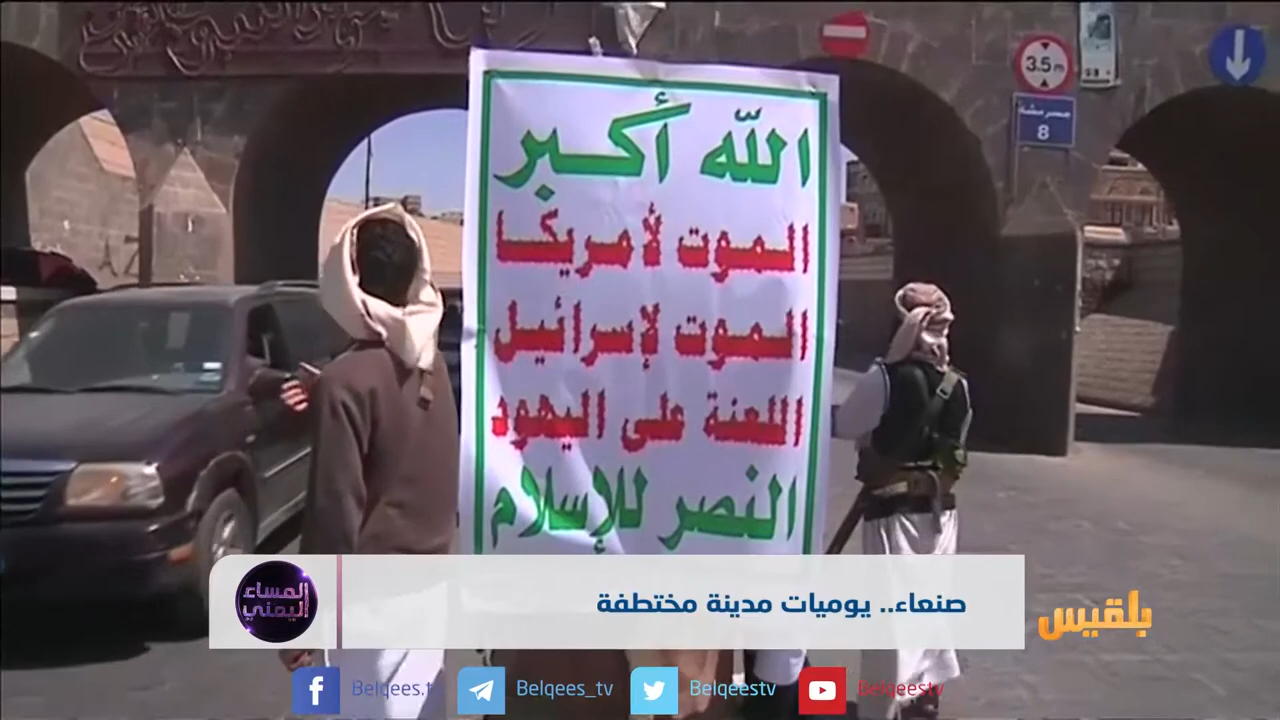 3.5m
8
الله أكبر
الموت لأمريكا
الموت لإسرائيل
اللعنة على اليهود
النصر للإسلام
المساء اليمني
صنعاء.. يوميات مدينة مختطفة
بلقيس
Belqees.t
Belqees_tv
Belqeestv
Belqeestv